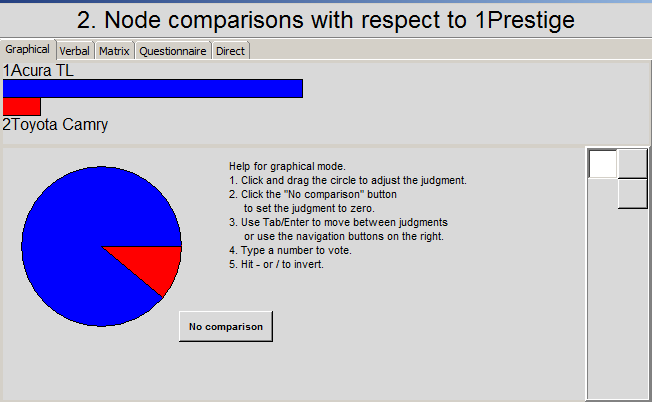 2. Node comparisons with respect to 1Prestige
Graphical Verbal Matrix Questionnaire Direct
1Acura TL
2Toyota Camry
Help for graphical mode.
1. Click and drag the circle to adjust the judgment.
2. Click the "No comparison" button
to set the judgment to zero.
3. Use Tab/Enter to move between judgments
or use the navigation buttons on the right.
4. Type a number to vote.
5. Hit - or / to invert.
No comparison